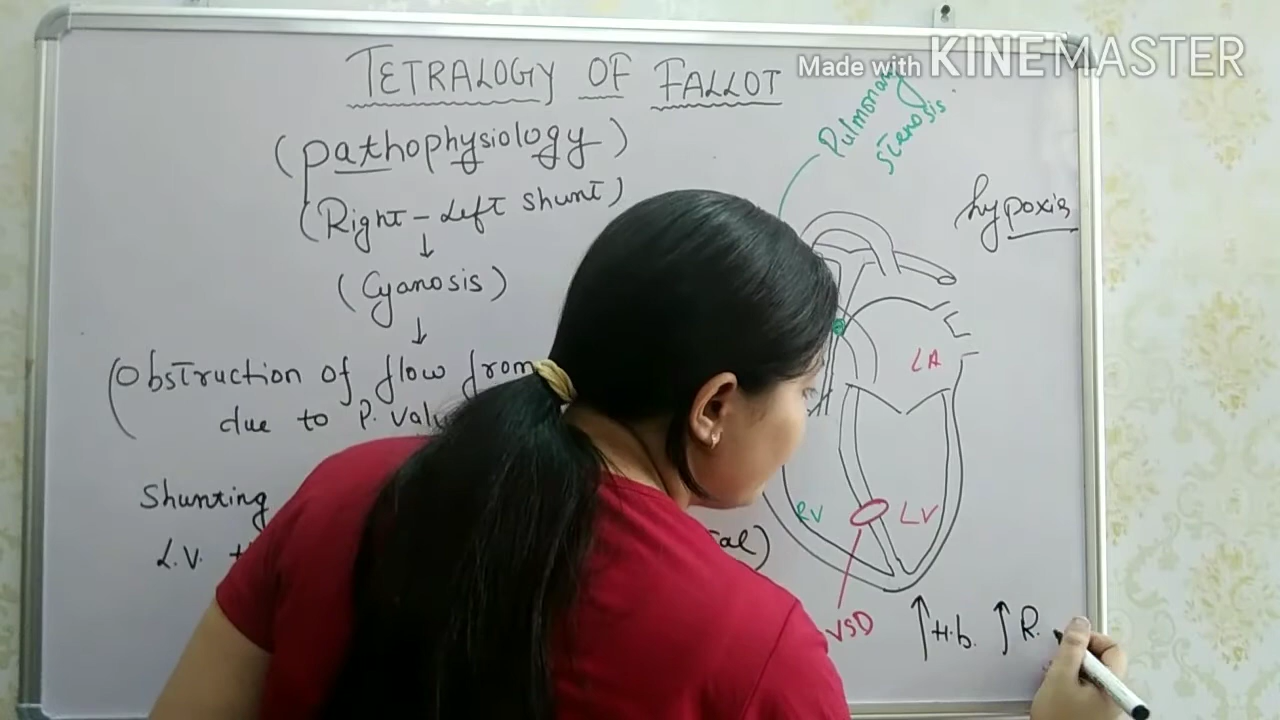 TETRALOGY OF FALLOT
(pathophysiology)
(Right - Left shunt)
↓
(Cyanosis)
↓
(Obstruction of flow from
due to P.
Shunting
L.V.
Pulmonary
stenosis
hypoxia
LA
RV
LV
VSD
↑H.b. ↑R.
Made with KINEMASTER